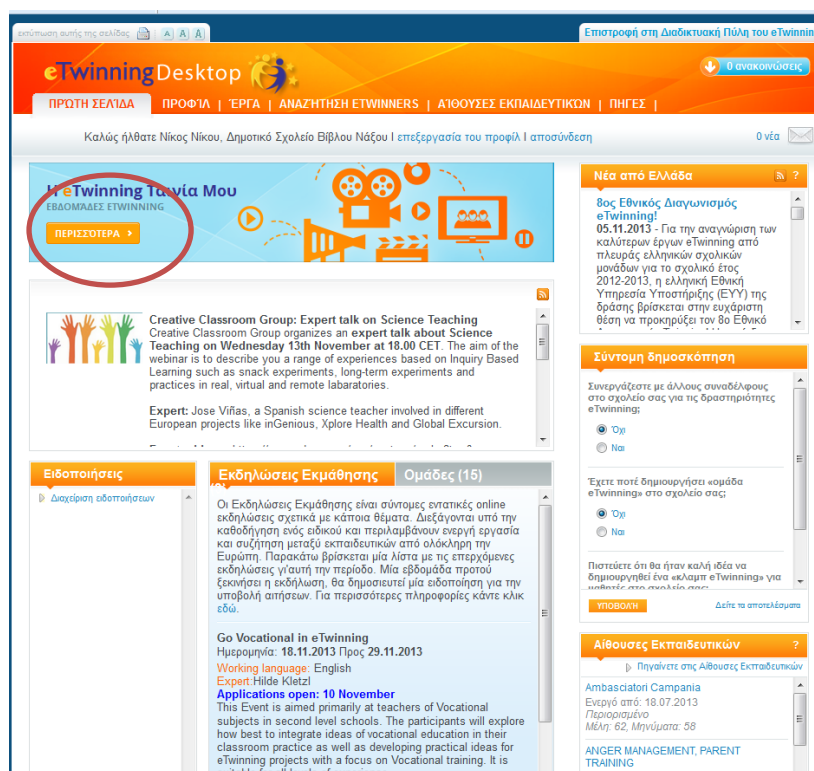 εκτύπωση αυτής της σελίδας A A A
Επιστροφή στη Διαδικτυακή Πύλη του eTwinnin
eTwinningDesktop
0 ανακοινώσεις
ΠΡΏΤΗ ΣΕΛΊΔΑ ΠΡΟΦΊΛ | ΈΡΓΑ | ΑΝΑΖΉΤΗΣΗ ETWINNERS | ΑΊΘΟΥΣΕΣ ΕΚΠΑΙΔΕΥΤΙΚΏΝ | ΠΗΓΈΣ |
Καλώς ήλθατε Νίκος Νίκου, Δημοτικό Σχολείο Βίβλου Νάξου Ι επεξεργασία του προφίλ Ι αποσύνδεση
0 νέα
Η eTwinning Ταινία Μου
ΕΒΔΟΜΆΔΕΣ ETWINNING
ΠΕΡΙΣΣΌΤΕΡΑ
Creative Classroom Group: Expert talk on Science Teaching
Creative Classroom Group organizes an expert talk about Science
Teaching on Wednesday 13th November at 18.00 CET. The aim of the
webinar is to describe you a range of experiences based on Inquiry Based
Learning such as snack experiments, long-term experiments and
practices in real, virtual and remote labaratories.
Expert: Jose Viñas, a Spanish science teacher involved in different
European projects like inGenious, Xplore Health and Global Excursion.
Ειδοποιήσεις
Διαχείριση ειδοποιήσεων
Εκδηλώσεις Εκμάθησης
Ομάδες (15)
Οι Εκδηλώσεις Εκμάθησης είναι σύντομες εντατικές online
εκδηλώσεις σχετικά με κάποια θέματα. Διεξάγονται υπό την
καθοδήγηση ενός ειδικού και περιλαμβάνουν ενεργή εργασία
και συζήτηση μεταξύ εκπαιδευτικών από ολόκληρη την
Ευρώπη. Παρακάτω βρίσκεται μία λίστα με τις επερχόμενες
εκδηλώσεις γι'αυτή την περίοδο. Μία εβδομάδα προτού
ξεκινήσει η εκδήλωση, θα δημοσιευτεί μία ειδοποίηση για την
υποβολή αιτήσεων. Για περισσότερες πληροφορίες κάντε κλικ
εδώ.
Go Vocational in eTwinning
Ημερομηνία: 18.11.2013 Προς 29.11.2013
Working language: English
Expert:Hilde Kletzl
Applications open: 10 November
This Event is aimed primarily at teachers of Vocational
subjects in second level schools. The participants will explore
how best to integrate ideas of vocational education in their
classroom practice as well as developing practical ideas for
eTwinning projects with a focus on Vocational training. It is
Νέα από Ελλάδα ?
8ος Εθνικός Διαγωνισμός
eTwinning!
05.11.2013 - Για την αναγνώριση των
καλύτερων έργων eTwinning από
πλευράς ελληνικών σχολικών
μονάδων για το σχολικό έτος
2012-2013, η ελληνική Εθνική
Υπηρεσία Υποστήριξης (ΕΥΥ) της
δράσης βρίσκεται στην ευχάριστη
θέση να προκηρύξει τον 8ο Εθνικό
Σύντομη δημοσκόπηση
Συνεργάζεστε με άλλους συναδέλφους
στο σχολείο σας για τις δραστηριότητες
eTwinning;
Όχι
Ναι
Έχετε ποτέ δημιουργήσει «ομάδα
eTwinning» στο σχολείο σας;
Όχι
Ναι
Πιστεύετε ότι θα ήταν καλή ιδέα να
δημιουργηθεί ένα «κλαμπ eTwinning» για
μαθητές στο σχολείο σας;
ΥΠΟΒΟΛΉ
Δείτε τα αποτελέσματα
Αίθουσες Εκπαιδευτικών ?
Πηγαίνετε στις Αίθουσες Εκπαιδευτικών
Ambasciatori Campania
Ενεργό από: 18.07.2013
Περιορισμένο
Μέλη: 62, Μηνύματα: 58
ANGER MANAGEMENT, PARENT
TRAINING